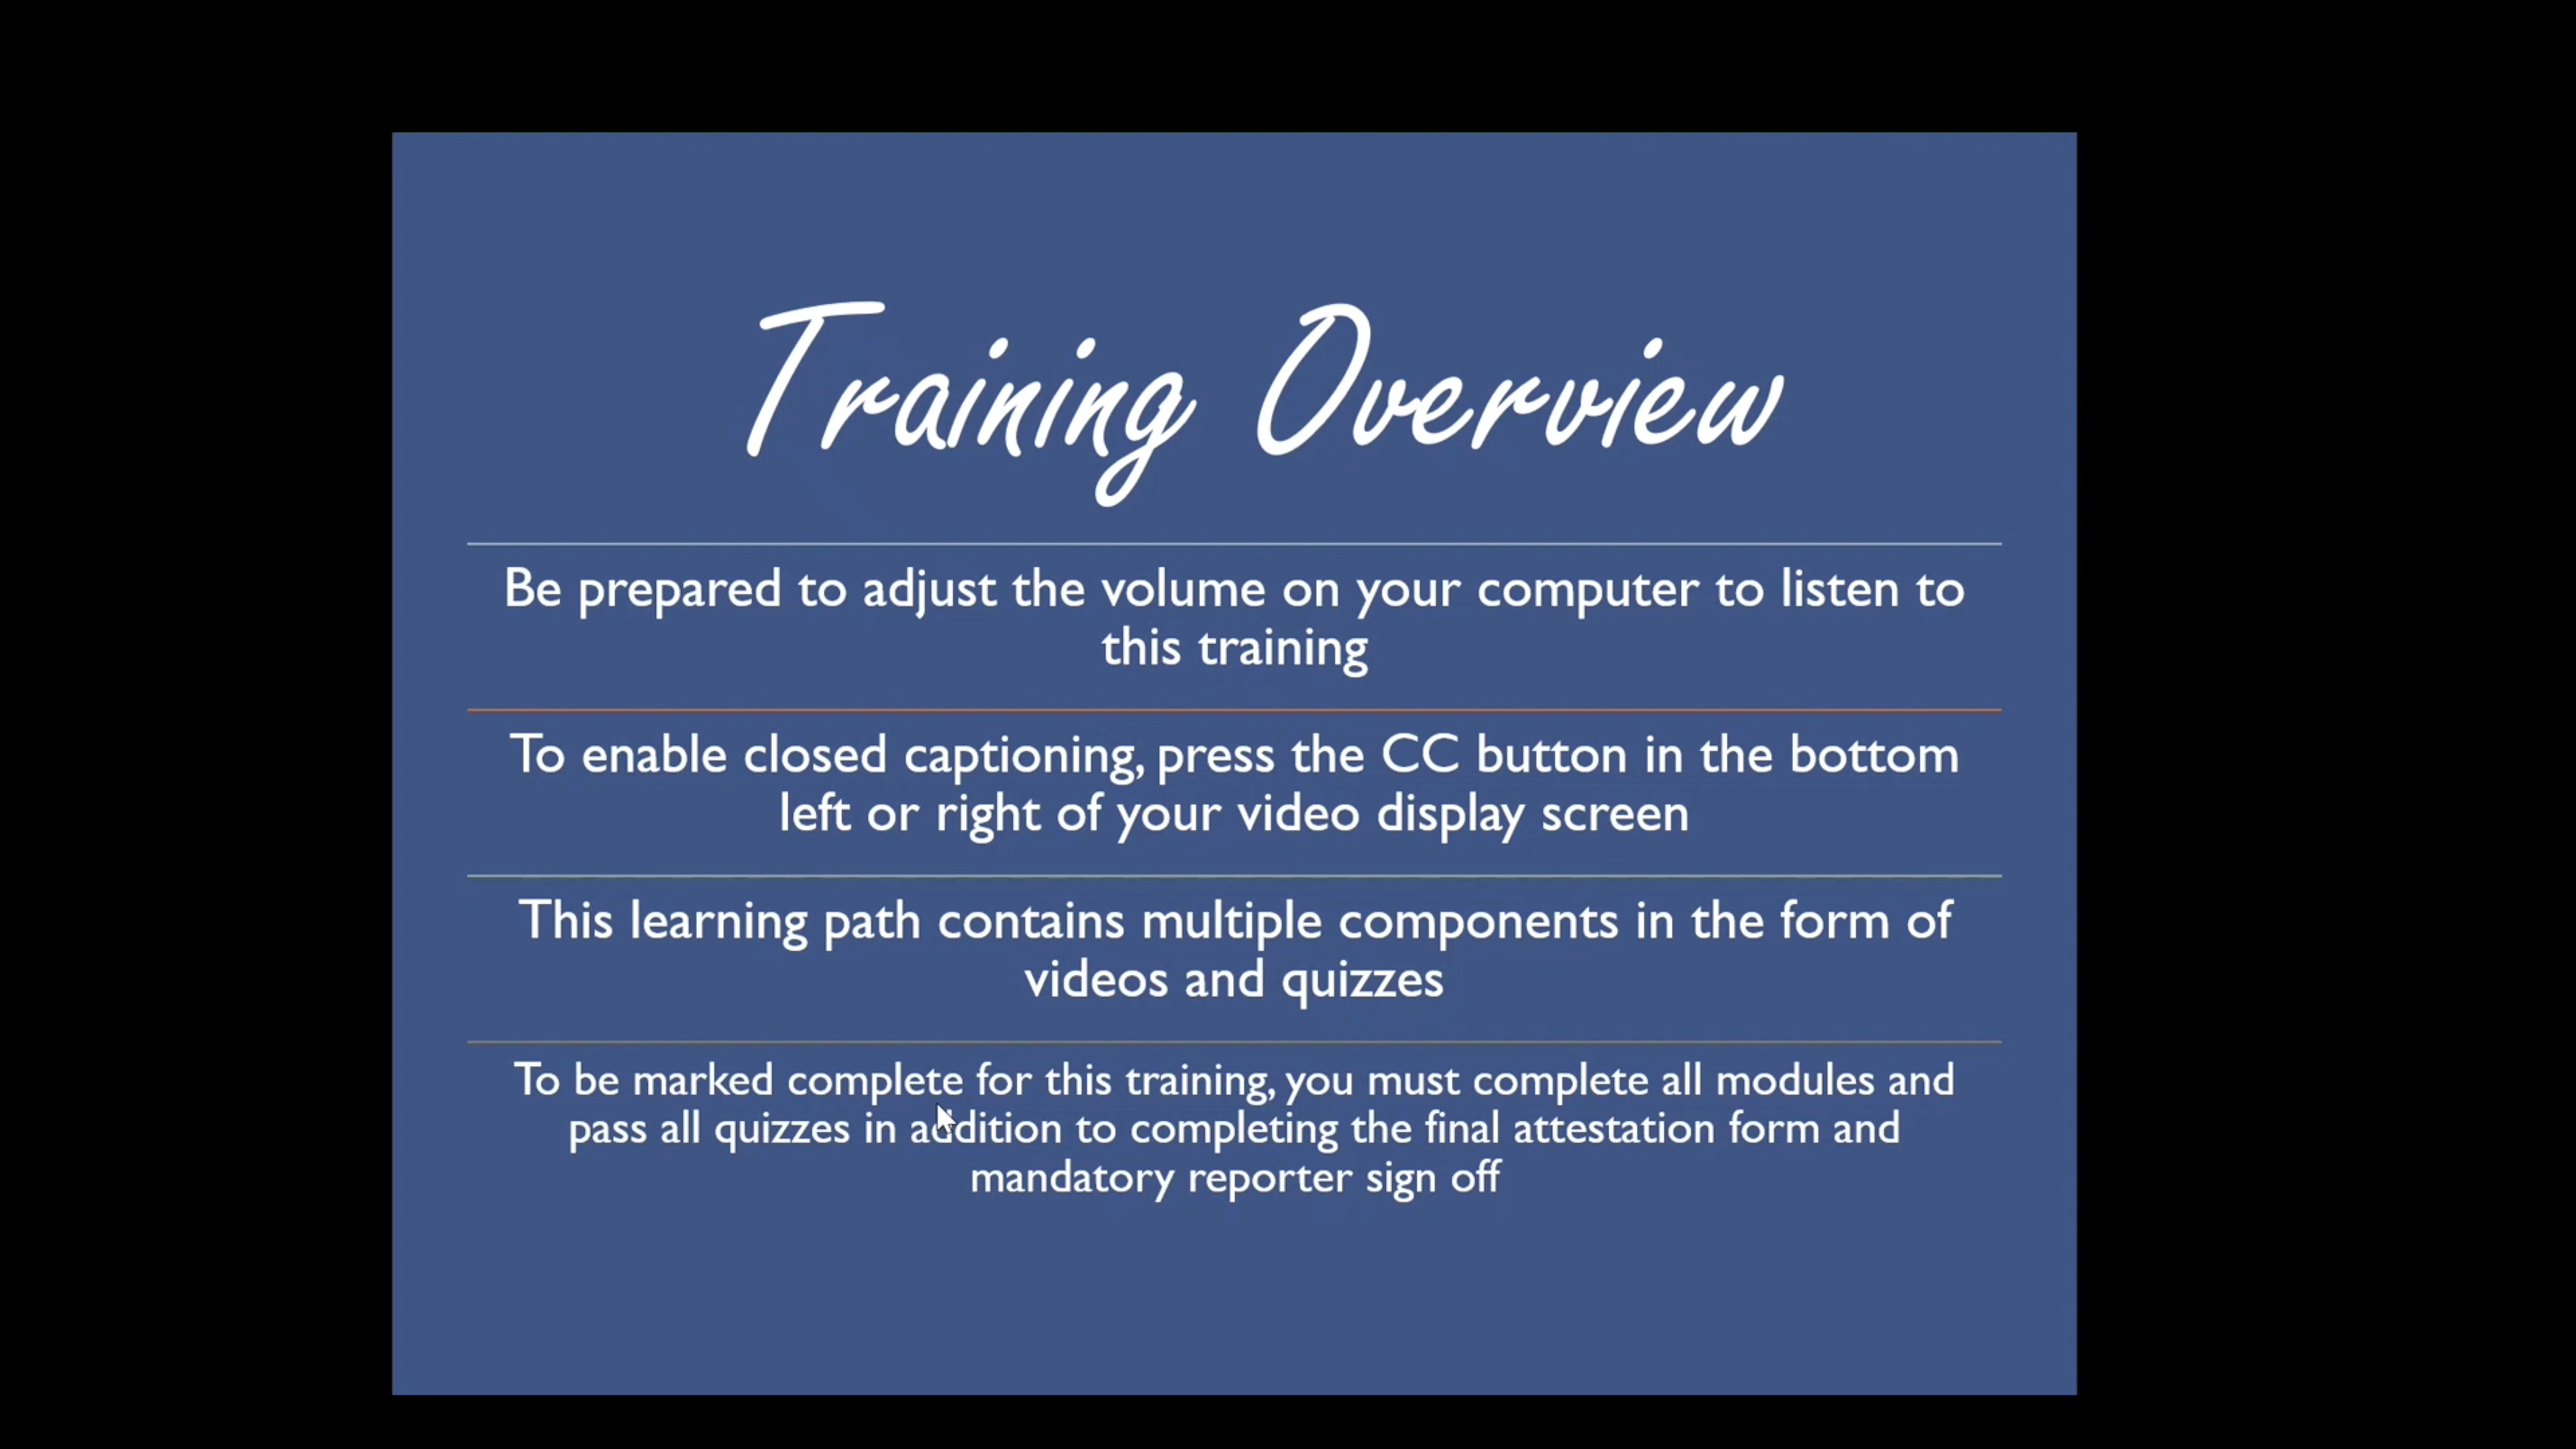 Training Overview
Be prepared to adjust the volume on your computer to listen to
this training
To enable closed captioning, press the CC button in the bottom
left or right of your video display screen
This learning path contains multiple components in the form of
videos and quizzes
To be marked complete for this training, you must complete all modules and
pass all quizzes in addition to completing the final attestation form and
mandatory reporter sign off